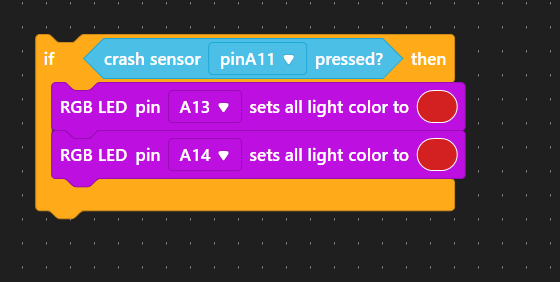 if crash sensor pinA11 pressed? then
RGB LED pin A13 sets all light color to
RGB LED pin A14 sets all light color to